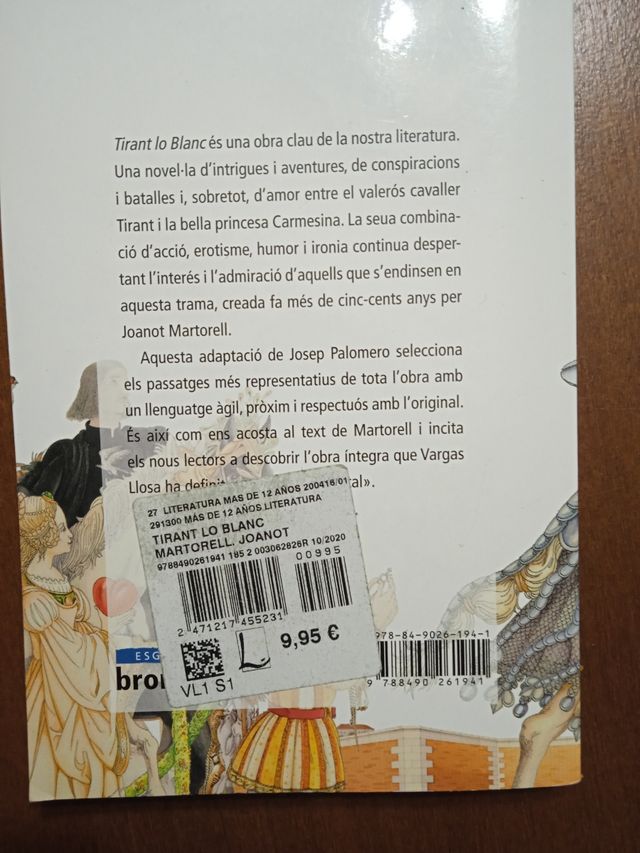 Tirant lo Blanc és una obra clau de la nostra literatura.
Una novel·la d'intrigues i aventures, de conspiracions
i batalles i, sobretot, d'amor entre el valerós cavaller
Tirant i la bella princesa Carmesina. La seua combina-
ció d'acció, erotisme, humor i ironia continua desper-
tant l'interés i l'admiració d'aquells que s'endinsen en
aquesta trama, creada fa més de cinc-cents anys per
Joanot Martorell.
Aquesta adaptació de Josep Palomero selecciona
els passatges més representatius de tota l'obra amb
un llenguatge àgil, pròxim i respectuós amb l'original.
És així com ens acosta al text de Martorell i incita
els nous lectors a descobrir l'obra íntegra que Vargas
Llosa ha defini al».
27 LITERATURA MAS DE 12 AÑOS 200416/01
291300 MÁS DE 12 AÑOS.LITERATURA
TIRANT LO BLANC
MARTORELL. JOANOT
9788490261941 185 2 003062826R 10/2020
00995
2 471217 455231
9,95 €
VL1 S1
ESG
bro
978-84-9026-194-1
9 788490 261941